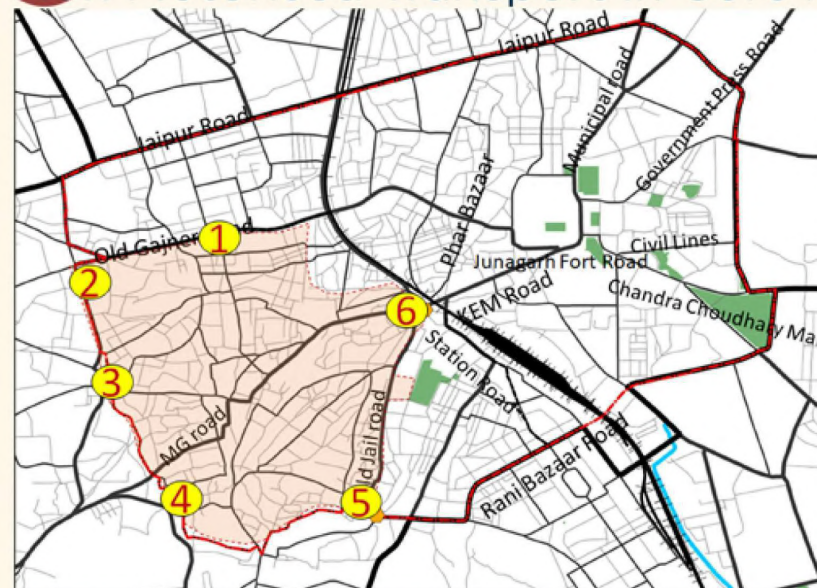 Jaipur Road
Jaipur Road
Municipal road
Government Press Road
Phar Bazaar
Old Gajner Road
1
2
Civil Lines
Junagarh Fort Road
KEM Road
Chandra Choudhary Ma
6
Station Road
3
MG road
ld Jail road
4
5
Rani Bazaar Road